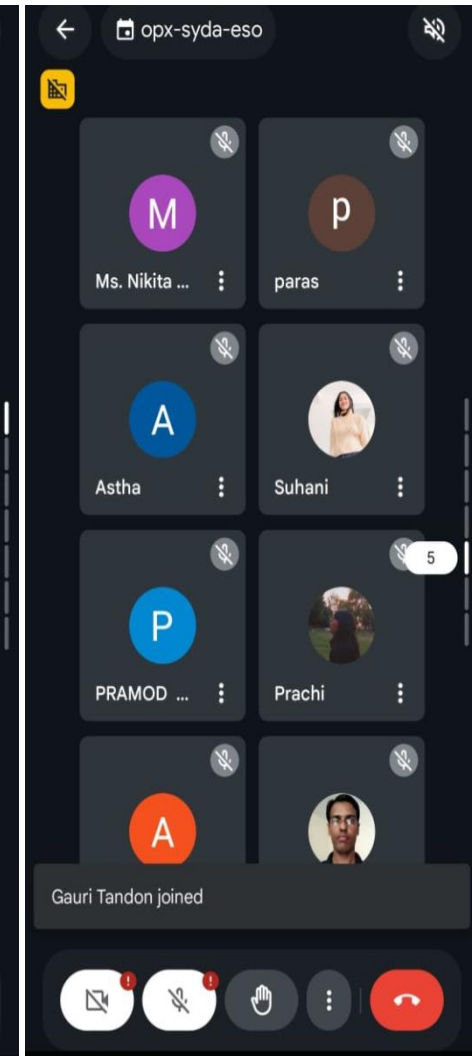 opx-syda-eso
M
p
Ms. Nikita ...
paras
A
Astha
Suhani
5
P
PRAMOD ...
Prachi
A
Gauri Tandon joined